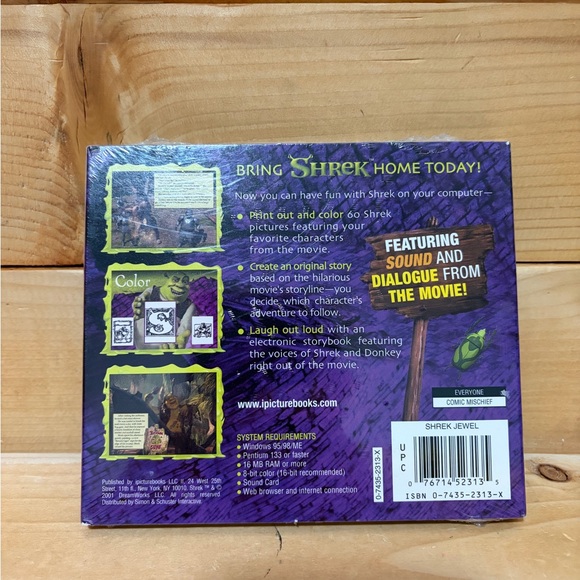 BRING SHREK HOME TODAY!
Now you can have fun with Shrek on your computer—
• Print out and color 60 Shrek
pictures featuring your
favorite characters
from the movie.
• Create an original story
based on the hilarious
movie's storyline—you
decide which character's
adventure to follow.
• Laugh out loud with an
electronic storybook featuring
the voices of Shrek and Donkey
right out of the movie.
FEATURING
SOUND AND
DIALOGUE FROM
THE MOVIE!
Color
www.ipicturebooks.com
EVERYONE
COMIC MISCHIEF
SYSTEM REQUIREMENTS
• Windows 95/98/ME
• Pentium 133 or faster
• 16 MB RAM or more
• 8-bit color (16-bit recommended)
• Sound Card
• Web browser and internet connection
0-7435-2313-X
SHREK JEWEL
UPC
0 76714 52313 5
ISBN 0-7435-2313-X
Published by ipicturebooks LLC ©, 24 West 25th
Street, 11th fl., New York, NY 10010. Shrek ™ & ©
2001 DreamWorks LLC. All rights reserved.
Distributed by Simon & Schuster Interactive.